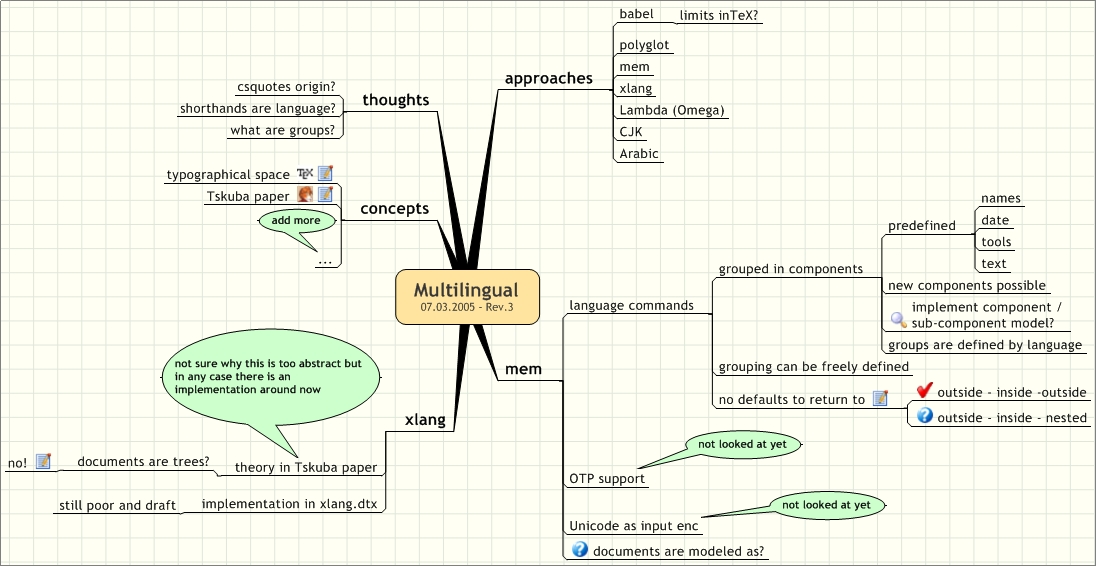 Multilingual
07.03.2005 - Rev.3
approaches
babel
limits inTeX?
polyglot
mem
xlang
Lambda (Omega)
CJK
Arabic
thoughts
csquotes origin?
shorthands are language?
what are groups?
concepts
typographical space TEX
Tskuba paper
add more
...
mem
language commands
grouped in components
predefined
names
date
tools
text
new components possible
implement component /
sub-component model?
groups are defined by language
grouping can be freely defined
no defaults to return to
outside - inside -outside
? outside - inside - nested
OTP support
not looked at yet
Unicode as input enc
not looked at yet
? documents are modeled as?
xlang
not sure why this is too abstract but
in any case there is an
implementation around now
theory in Tskuba paper
documents are trees?
no!
implementation in xlang.dtx
still poor and draft